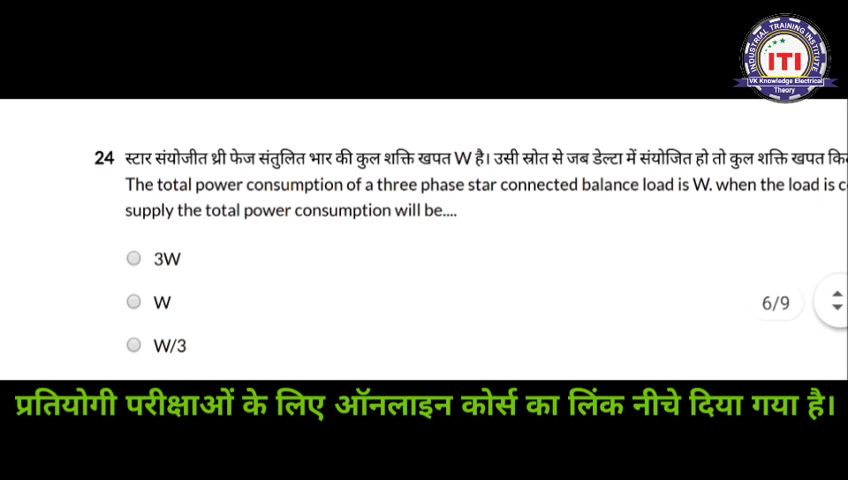 INDUSTRIAL TRAINING INSTITUTE
ITI
VK Knowledge Electrical
Theory
24 स्टार संयोजीत थ्री फेज संतुलित भार की कुल शक्ति खपत W है। उसी स्रोत से जब डेल्टा में संयोजित हो तो कुल शक्ति खपत
The total power consumption of a three phase star connected balance load is W. when the load is
supply the total power consumption will be....
3W
W
6/9
W/3
प्रतियोगी परीक्षाओं के लिए ऑनलाइन कोर्स का लिंक नीचे दिया गया है।